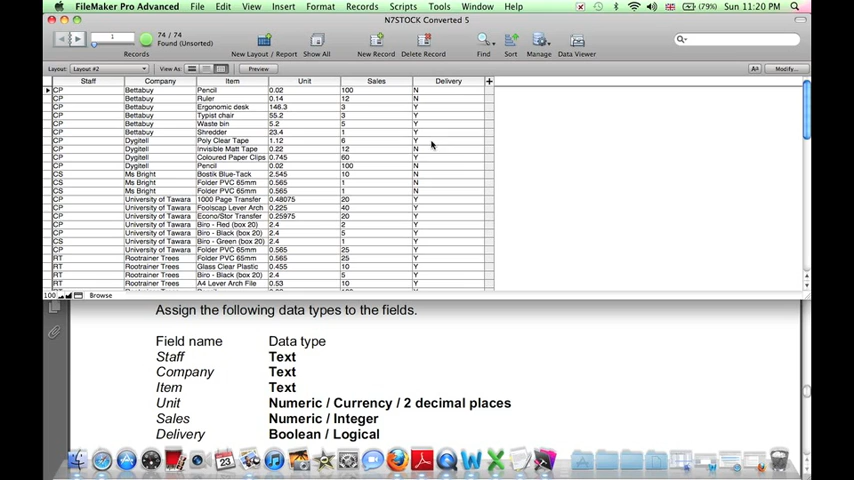 FileMaker Pro Advanced File Edit View Insert Format Records Scripts Tools Window Help (79%) Sun 11:20 PM
N7STOCK Converted 5
1 74 / 74 Found (Unsorted)
Records New Layout / Report Show All New Record Delete Record Find Sort Manage Data Viewer
Layout: Layout #2 View As: Preview Aa Modify...
Staff Company Item Unit Sales Delivery +
CP Bettabuy Pencil 0.02 100 N
CP Bettabuy Ruler 0.14 12 N
CP Bettabuy Ergonomic desk 146.3 3 Y
CP Bettabuy Typist chair 55.2 3 Y
CP Bettabuy Waste bin 5.2 5 Y
CP Bettabuy Shredder 23.4 1 Y
CP Dygitell Poly Clear Tape 1.12 6 Y
CP Dygitell Invisible Matt Tape 0.22 12 N
CP Dygitell Coloured Paper Clips 0.745 60 Y
CP Dygitell Pencil 0.02 100 N
CS Ms Bright Bostik Blue-Tack 2.545 10 N
CS Ms Bright Folder PVC 65mm 0.565 1 N
CS Ms Bright Folder PVC 65mm 0.565 1 N
CP University of Tawara 1000 Page Transfer 0.48075 20 Y
CP University of Tawara Foolscap Lever Arch 0.225 40 Y
CP University of Tawara Econo/Stor Transfer 0.25975 20 Y
CP University of Tawara Biro - Red (box 20) 2.4 2 Y
CP University of Tawara Biro - Black (box 20) 2.4 5 Y
CS University of Tawara Biro - Green (box 20) 2.4 1 Y
CP University of Tawara Folder PVC 65mm 0.565 25 Y
RT Rootrainer Trees Folder PVC 65mm 0.565 25 Y
RT Rootrainer Trees Glass Clear Plastic 0.455 10 Y
RT Rootrainer Trees Biro - Black (box 20) 2.4 5 Y
RT Rootrainer Trees A4 Lever Arch File 0.53 10 Y
100 Browse
Assign the following data types to the fields.
Field name Data type
Staff Text
Company Text
Item Text
Unit Numeric / Currency / 2 decimal places
Sales Numeric / Integer
Delivery Boolean / Logical